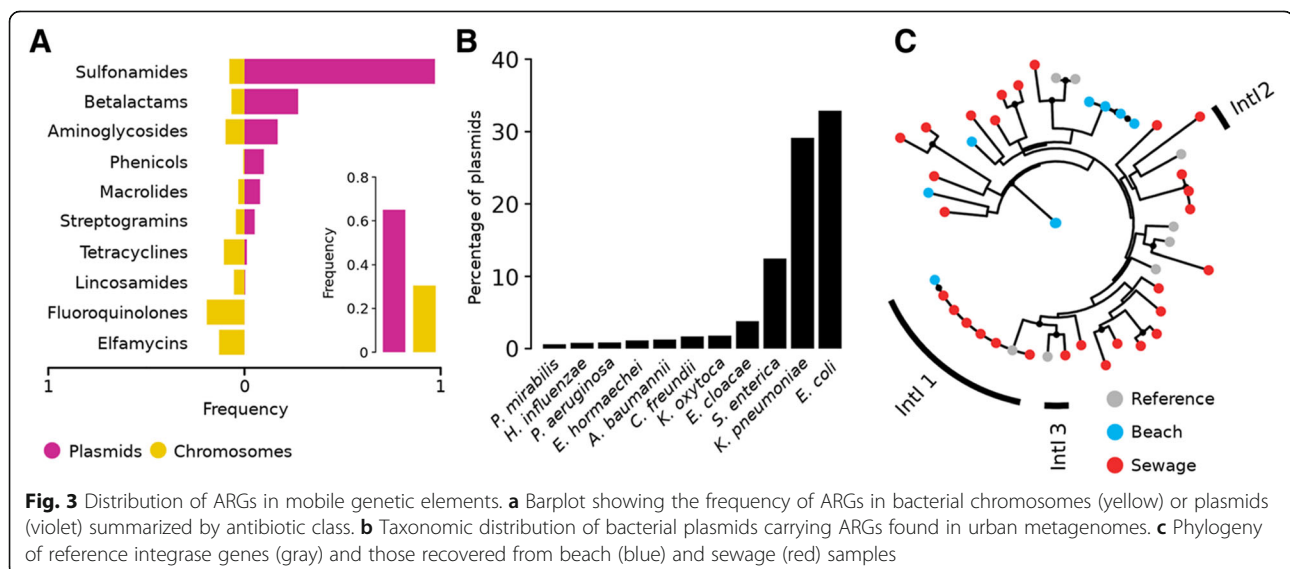 A
Sulfonamides
Betalactams
Aminoglycosides
Phenicols
Macrolides
Streptogramins
Tetracyclines
Lincosamides
Fluoroquinolones
Elfamycins
1
0
1
Frequency
Frequency
0.8
0.6
0.4
0.2
0
Plasmids
Chromosomes
B
Percentage of plasmids
40
30
20
10
0
P. mirabilis
H. influenzae
P. aeruginosa
E. hormaechei
A. baumannii
C. freundii
K. oxytoca
E. cloacae
S. enterica
K. pneumoniae
E. coli
C
IntI2
IntI 1
IntI 3
Reference
Beach
Sewage
Fig. 3 Distribution of ARGs in mobile genetic elements. a Barplot showing the frequency of ARGs in bacterial chromosomes (yellow) or plasmids
(violet) summarized by antibiotic class. b Taxonomic distribution of bacterial plasmids carrying ARGs found in urban metagenomes. c Phylogeny
of reference integrase genes (gray) and those recovered from beach (blue) and sewage (red) samples